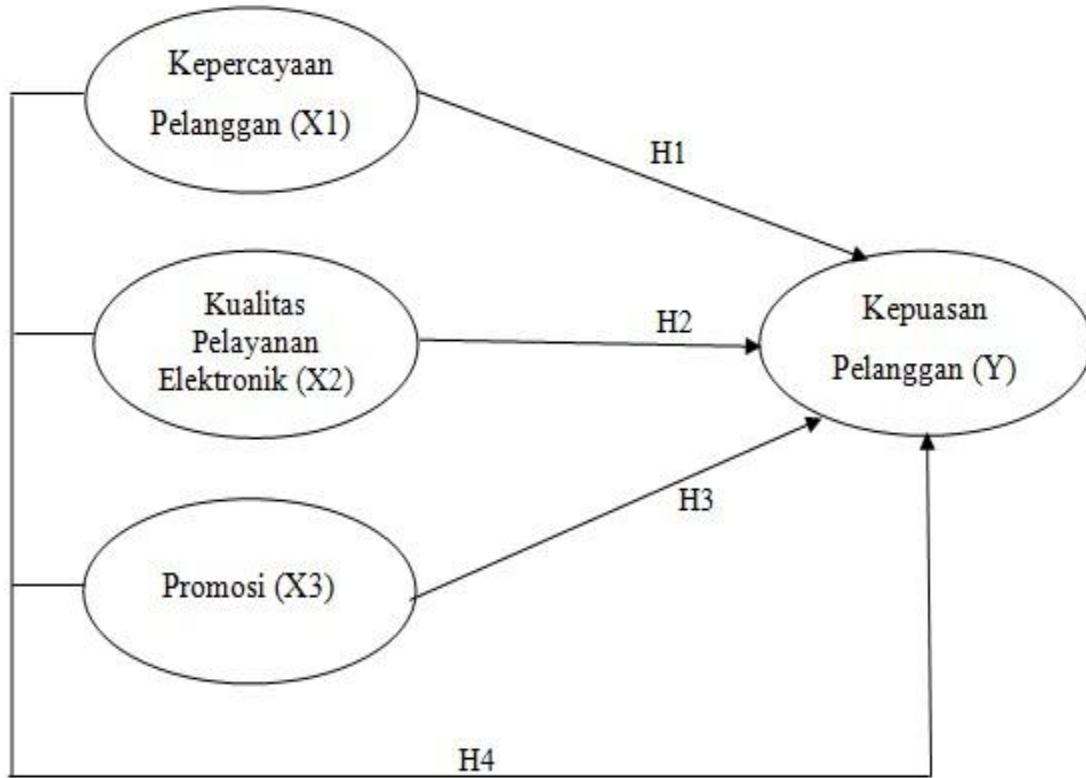 Kepercayaan
Pelanggan (X1)
H1
Kualitas
Pelayanan
Elektronik (X2)
H2
Kepuasan
Pelanggan (Y)
H3
Promosi (X3)
H4